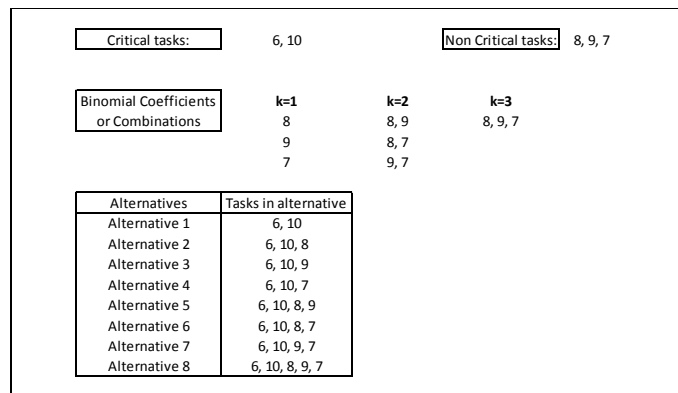 Critical tasks: 6, 10 Non Critical tasks: 8, 9, 7
Binomial Coefficients k=1 k=2 k=3
or Combinations 8 8, 9 8, 9, 7
9 8, 7
7 9, 7
Alternatives Tasks in alternative
Alternative 1 6, 10
Alternative 2 6, 10, 8
Alternative 3 6, 10, 9
Alternative 4 6, 10, 7
Alternative 5 6, 10, 8, 9
Alternative 6 6, 10, 8, 7
Alternative 7 6, 10, 9, 7
Alternative 8 6, 10, 8, 9, 7